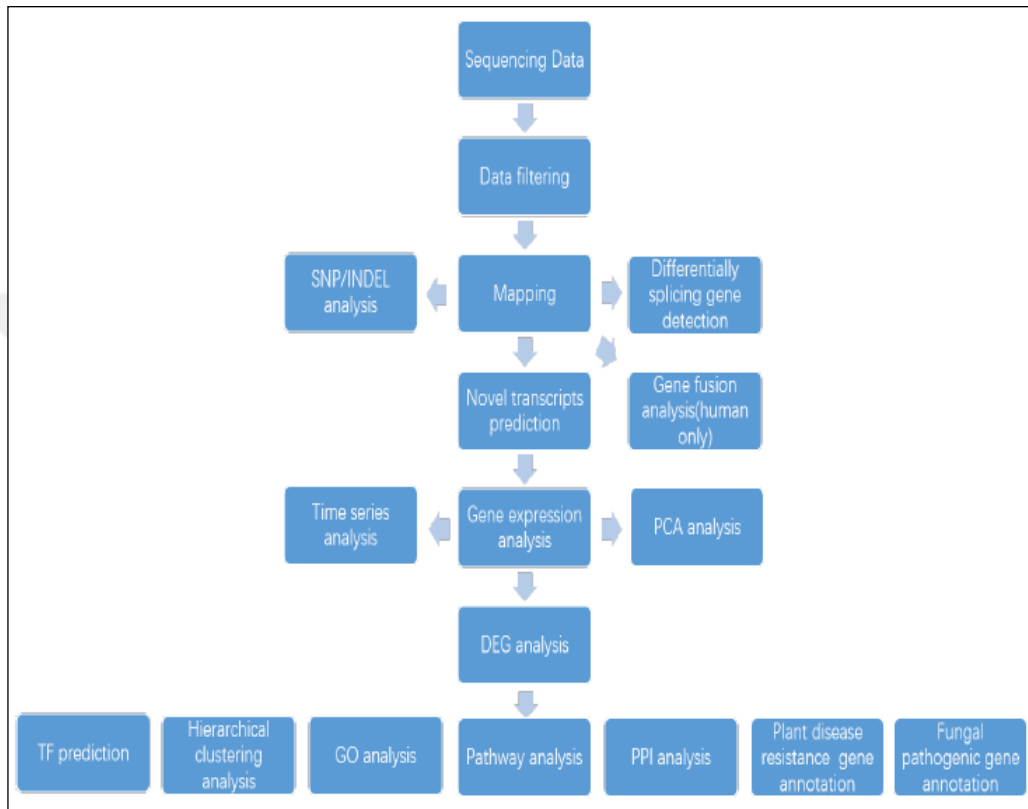 Sequencing Data
Data filtering
SNP/INDEL
analysis
Mapping
Differentially
splicing gene
detection
Novel transcripts
prediction
Gene fusion
analysis(human
only)
Time series
analysis
Gene expression
analysis
PCA analysis
DEG analysis
TF prediction
Hierarchical
clustering
analysis
GO analysis
Pathway analysis
PPI analysis
Plant disease
resistance gene
annotation
Fungal
pathogenic gene
annotation